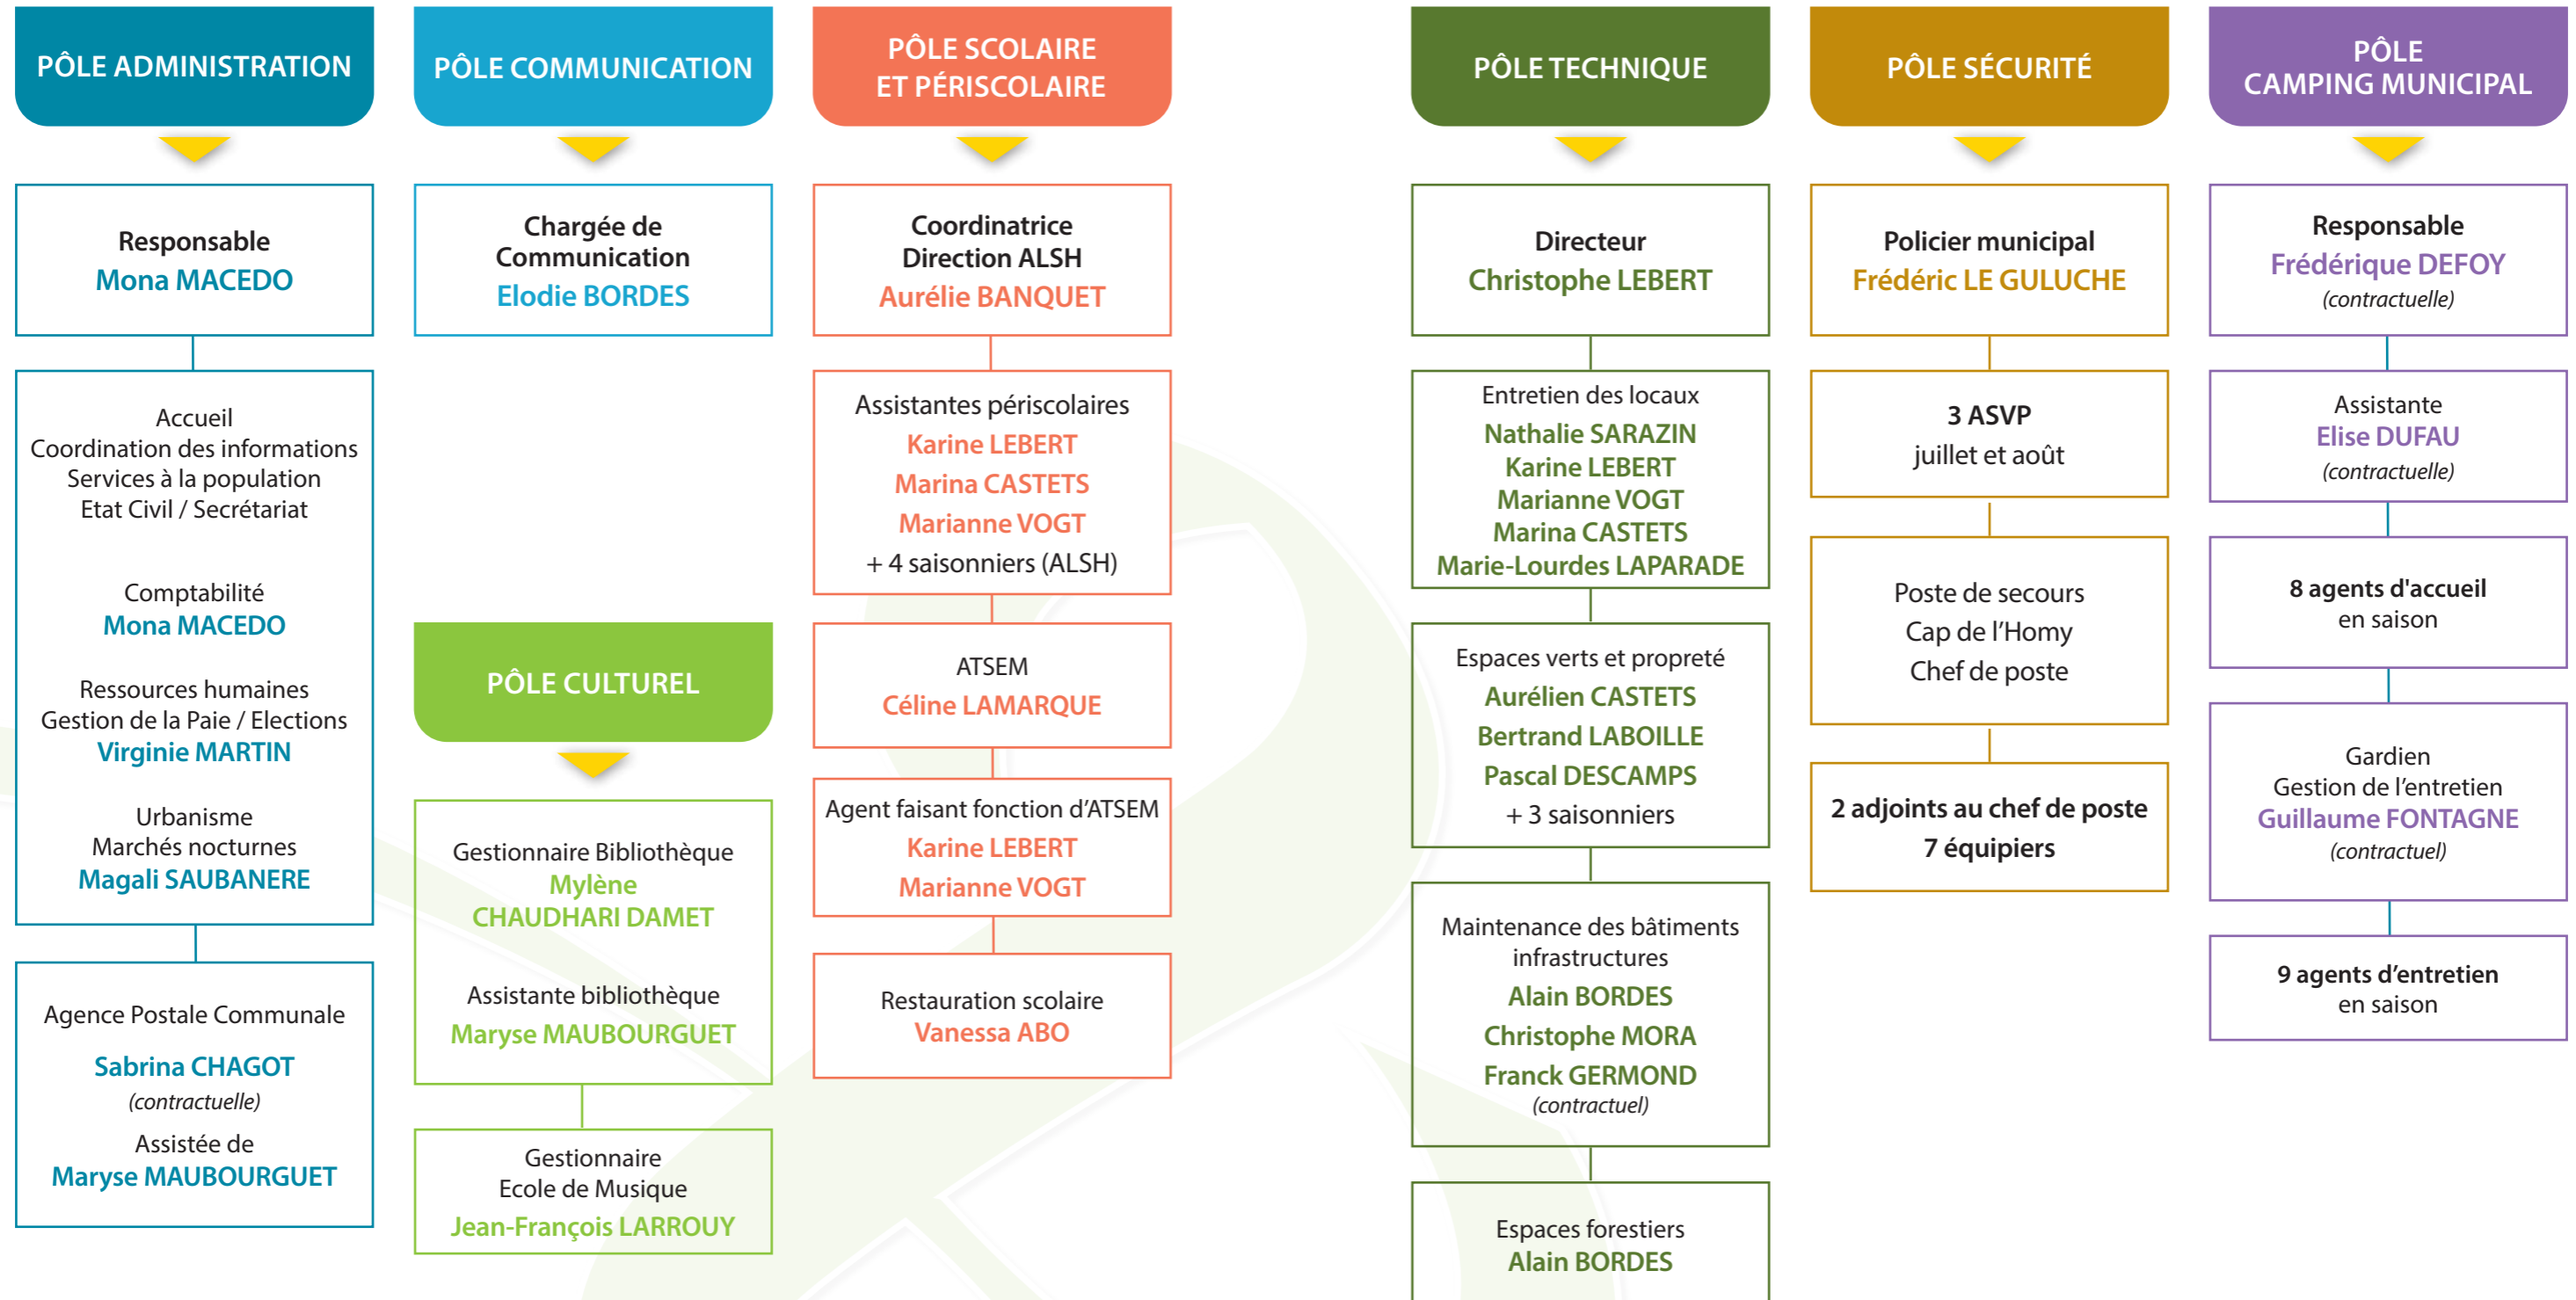 PÔLE ADMINISTRATION
Responsable
Mona MACEDO
Accueil
Coordination des informations
Services à la population
Etat Civil / Secrétariat
Comptabilité
Mona MACEDO
Ressources humaines
Gestion de la Paie / Elections
Virginie MARTIN
Urbanisme
Marchés nocturnes
Magali SAUBANERE
Agence Postale Communale
Sabrina CHAGOT
(contractuelle)
Assistée de
Maryse MAUBOURGUET
PÔLE COMMUNICATION
Chargée de
Communication
Elodie BORDES
PÔLE CULTUREL
Gestionnaire Bibliothèque
Mylène
CHAUDHARI DAMET
Assistante bibliothèque
Maryse MAUBOURGUET
Gestionnaire
Ecole de Musique
Jean-François LARROUY
PÔLE SCOLAIRE
ET PÉRISCOLAIRE
Coordinatrice
Direction ALSH
Aurélie BANQUET
Assistantes périscolaires
Karine LEBERT
Marina CASTETS
Marianne VOGT
+ 4 saisonniers (ALSH)
ATSEM
Céline LAMARQUE
Agent faisant fonction d’ATSEM
Karine LEBERT
Marianne VOGT
Restauration scolaire
Vanessa ABO
PÔLE TECHNIQUE
Directeur
Christophe LEBERT
Entretien des locaux
Nathalie SARAZIN
Karine LEBERT
Marianne VOGT
Marina CASTETS
Marie-Lourdes LAPARADE
Espaces verts et propreté
Aurélien CASTETS
Bertrand LABOILLE
Pascal DESCAMPS
+ 3 saisonniers
Maintenance des bâtiments
infrastructures
Alain BORDES
Christophe MORA
Franck GERMOND
(contractuel)
Espaces forestiers
Alain BORDES
PÔLE SÉCURITÉ
Policier municipal
Frédéric LE GULUCHE
3 ASVP
juillet et août
Poste de secours
Cap de l’Homy
Chef de poste
2 adjoints au chef de poste
7 équipiers
PÔLE
CAMPING MUNICIPAL
Responsable
Frédérique DEFOY
(contractuelle)
Assistante
Elise DUFAU
(contractuelle)
8 agents d'accueil
en saison
Gardien
Gestion de l’entretien
Guillaume FONTAGNE
(contractuel)
9 agents d’entretien
en saison